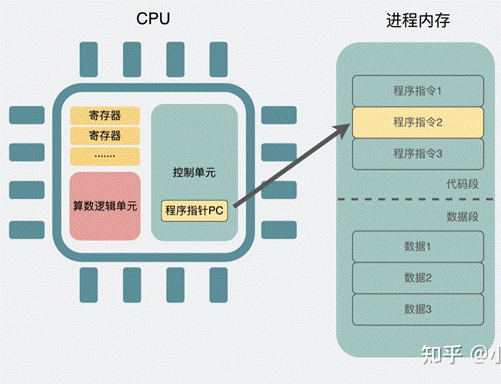 CPU
进程内存
寄存器
寄存器
.......
算数逻辑单元
控制单元
程序指针PC
程序指令1
程序指令2
程序指令3
代码段
数据段
数据1
数据2
数据3
知乎 @小